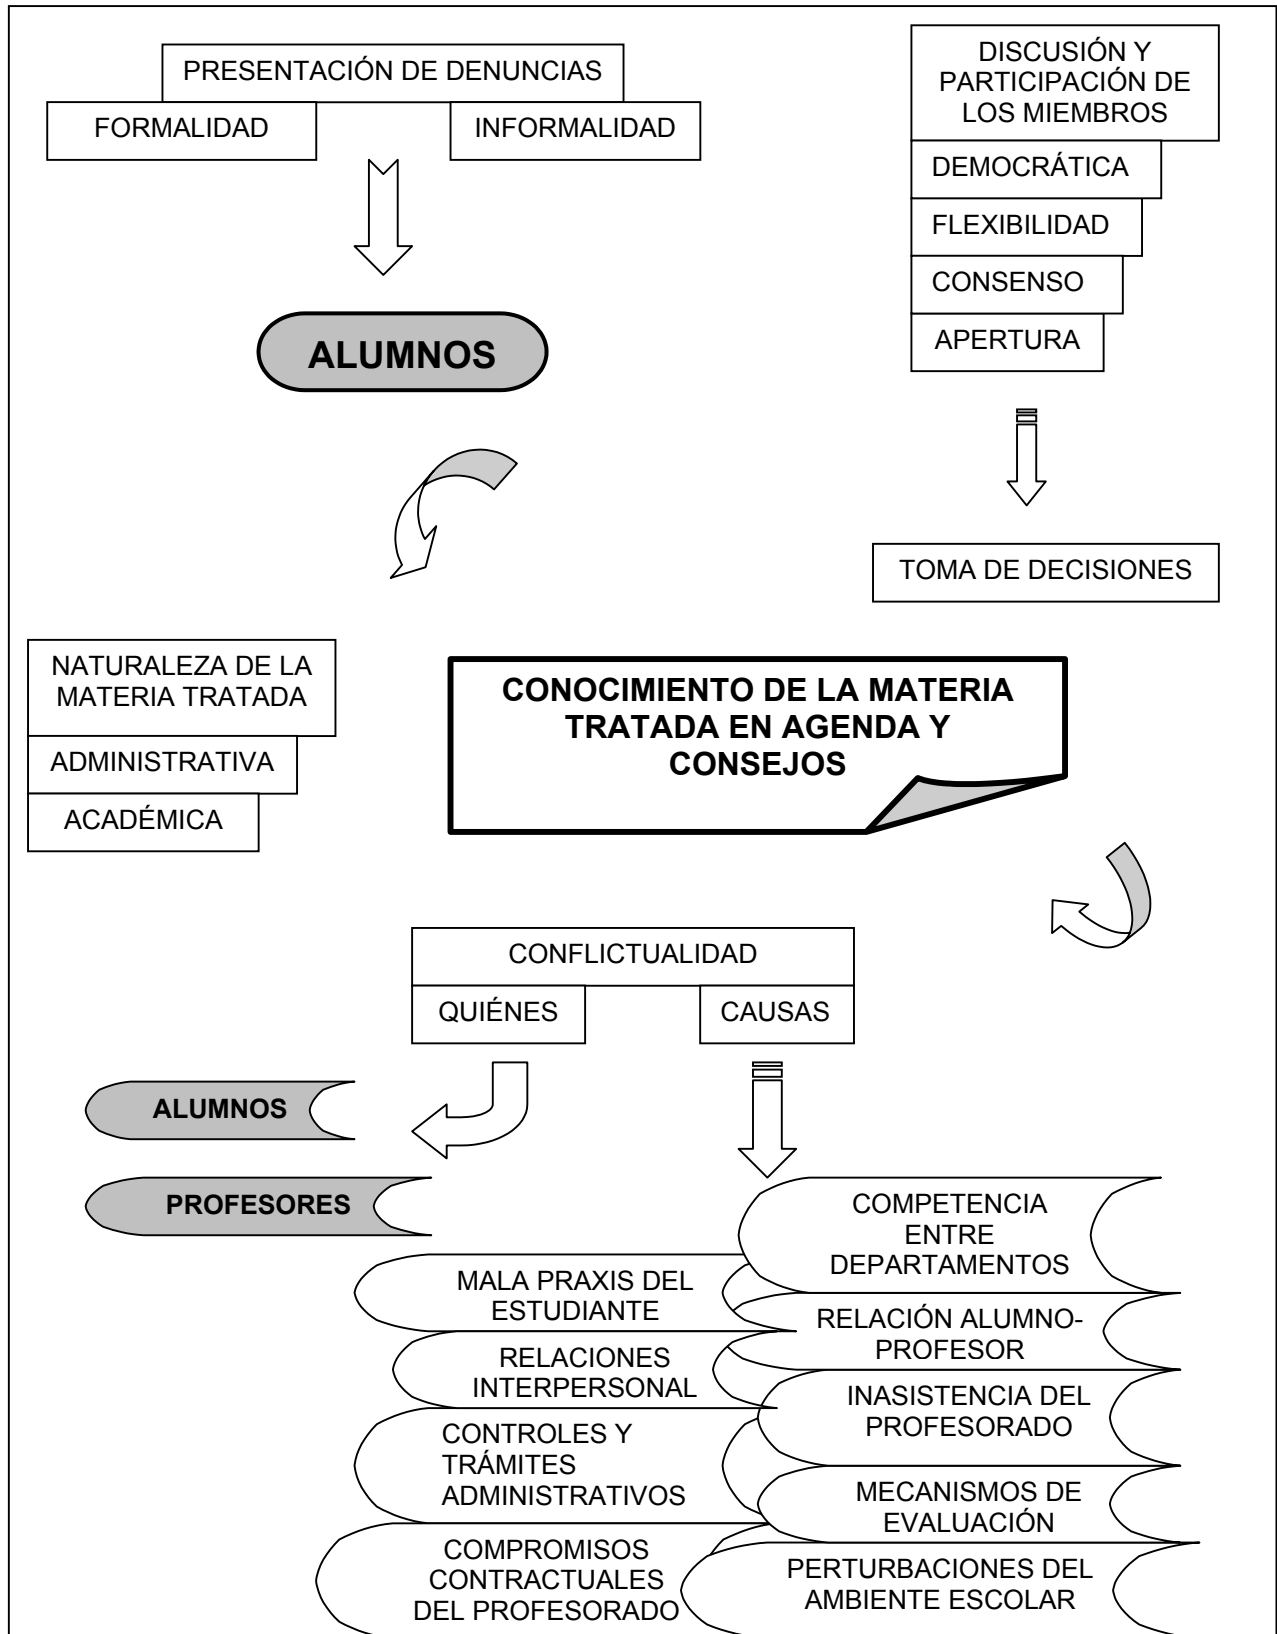 PRESENTACIÓN DE DENUNCIAS
FORMALIDAD
INFORMALIDAD
ALUMNOS
DISCUSIÓN Y
PARTICIPACIÓN DE
LOS MIEMBROS
DEMOCRÁTICA
FLEXIBILIDAD
CONSENSO
APERTURA
TOMA DE DECISIONES
NATURALEZA DE LA
MATERIA TRATADA
ADMINISTRATIVA
ACADÉMICA
CONOCIMIENTO DE LA MATERIA
TRATADA EN AGENDA Y
CONSEJOS
CONFLICTUALIDAD
QUIÉNES
CAUSAS
ALUMNOS
PROFESORES
MALA PRAXIS DEL
ESTUDIANTE
RELACIONES
INTERPERSONAL
CONTROLES Y
TRÁMITES
ADMINISTRATIVOS
COMPROMISOS
CONTRACTUALES
DEL PROFESORADO
COMPETENCIA
ENTRE
DEPARTAMENTOS
RELACIÓN ALUMNO-
PROFESOR
INASISTENCIA DEL
PROFESORADO
MECANISMOS DE
EVALUACIÓN
PERTURBACIONES DEL
AMBIENTE ESCOLAR